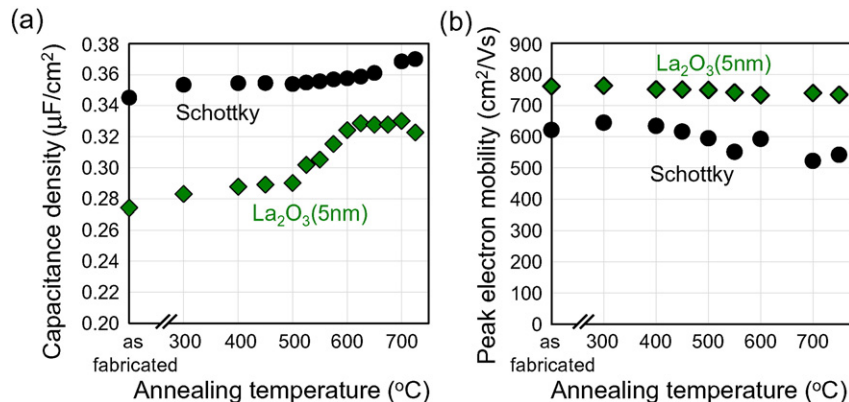 (a)
Capacitance density (μF/cm²)
0.38
0.36
0.34
0.32
0.30
0.28
0.26
0.24
0.22
0.20
Schottky
La₂O₃(5nm)
as
fabricated
300 400 500 600 700
Annealing temperature (°C)
(b)
Peak electron mobility (cm²/Vs)
900
800
700
600
500
400
300
200
100
0
La₂O₃(5nm)
Schottky
as
fabricated
300 400 500 600 700
Annealing temperature (°C)